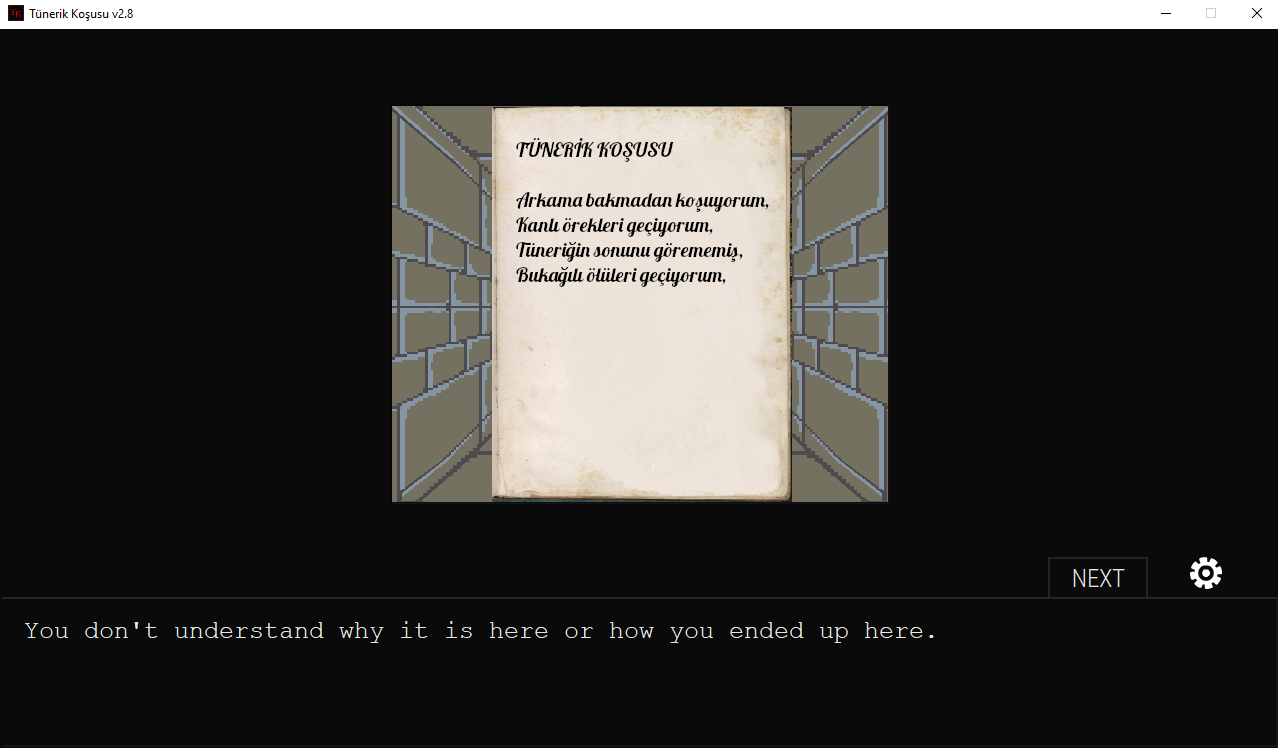 Tünerik Koşusu v2.8
TÜNERİK KOŞUSU
Arkama bakmadan koşuyorum,
Kanlı örekleri geçiyorum,
Tüneriğin sonunu görememiş,
Bukağılı ölüleri geçiyorum,
NEXT
You don't understand why it is here or how you ended up here.